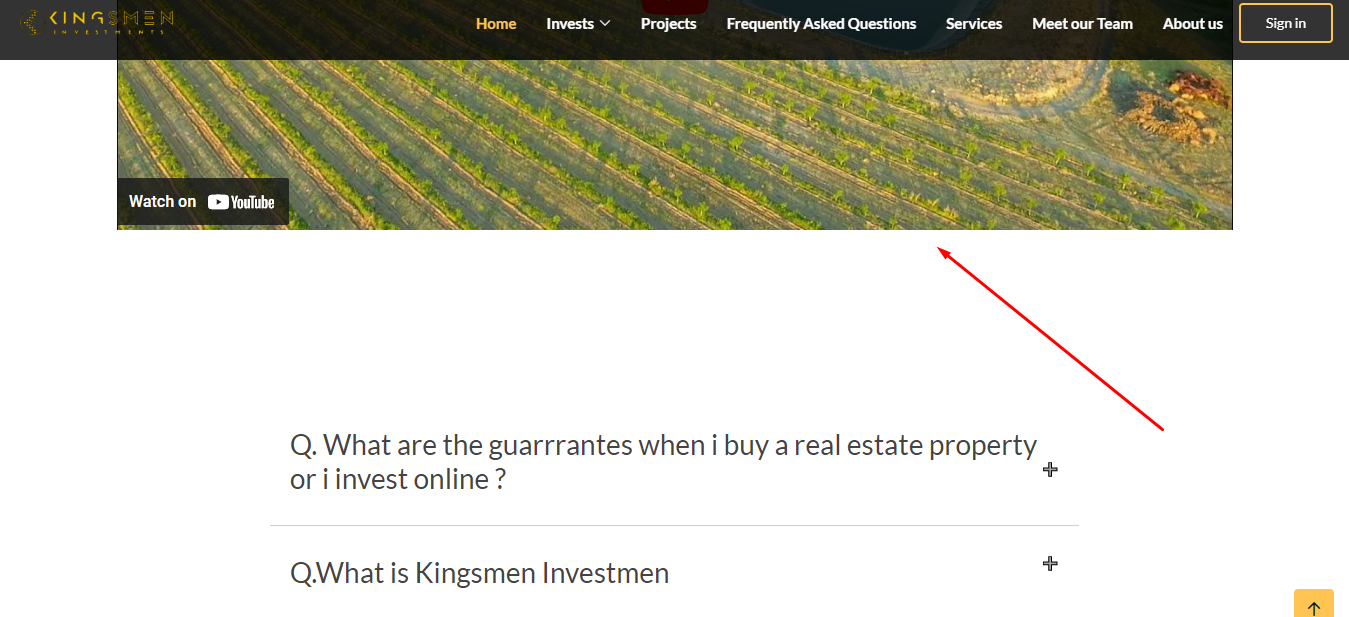 KINGSMEN
INVESTMENTS
Home Invests Projects Frequently Asked Questions Services Meet our Team About us Sign in
Watch on YouTube
Q. What are the guarrrantes when i buy a real estate property
or i invest online ?
Q.What is Kingsmen Investmen